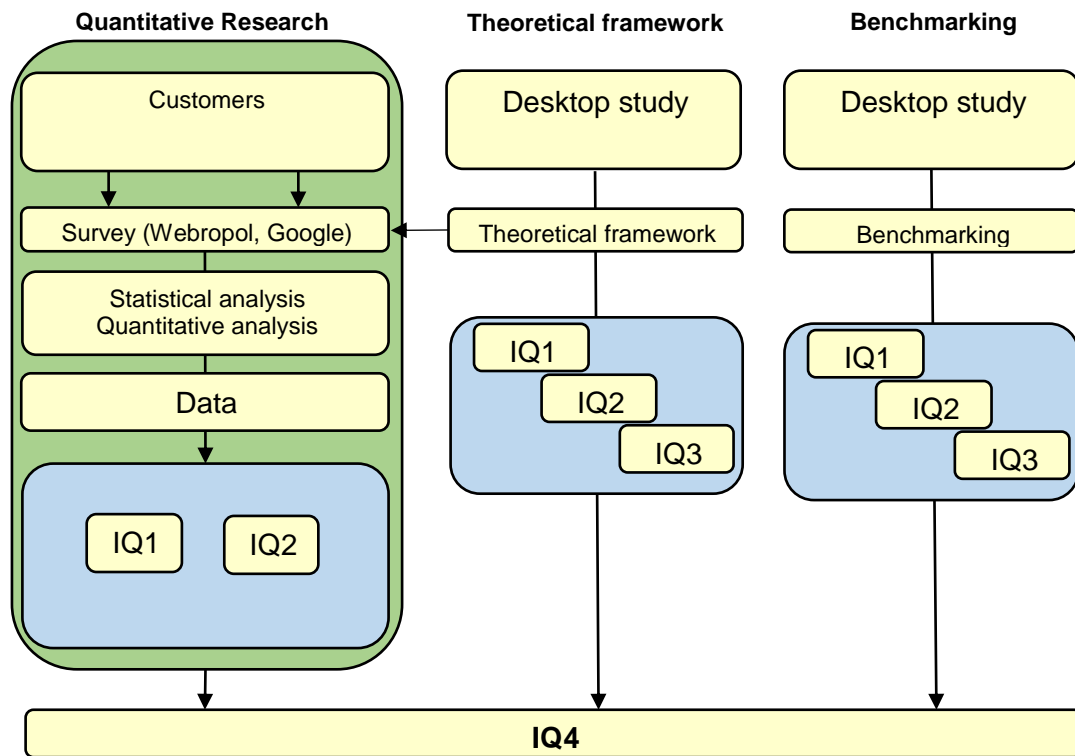 Quantitative Research
Theoretical framework
Benchmarking
Customers
Survey (Webropol, Google)
Statistical analysis
Quantitative analysis
Data
IQ1
IQ2
Desktop study
Theoretical framework
IQ1
IQ2
IQ3
Desktop study
Benchmarking
IQ1
IQ2
IQ3
IQ4